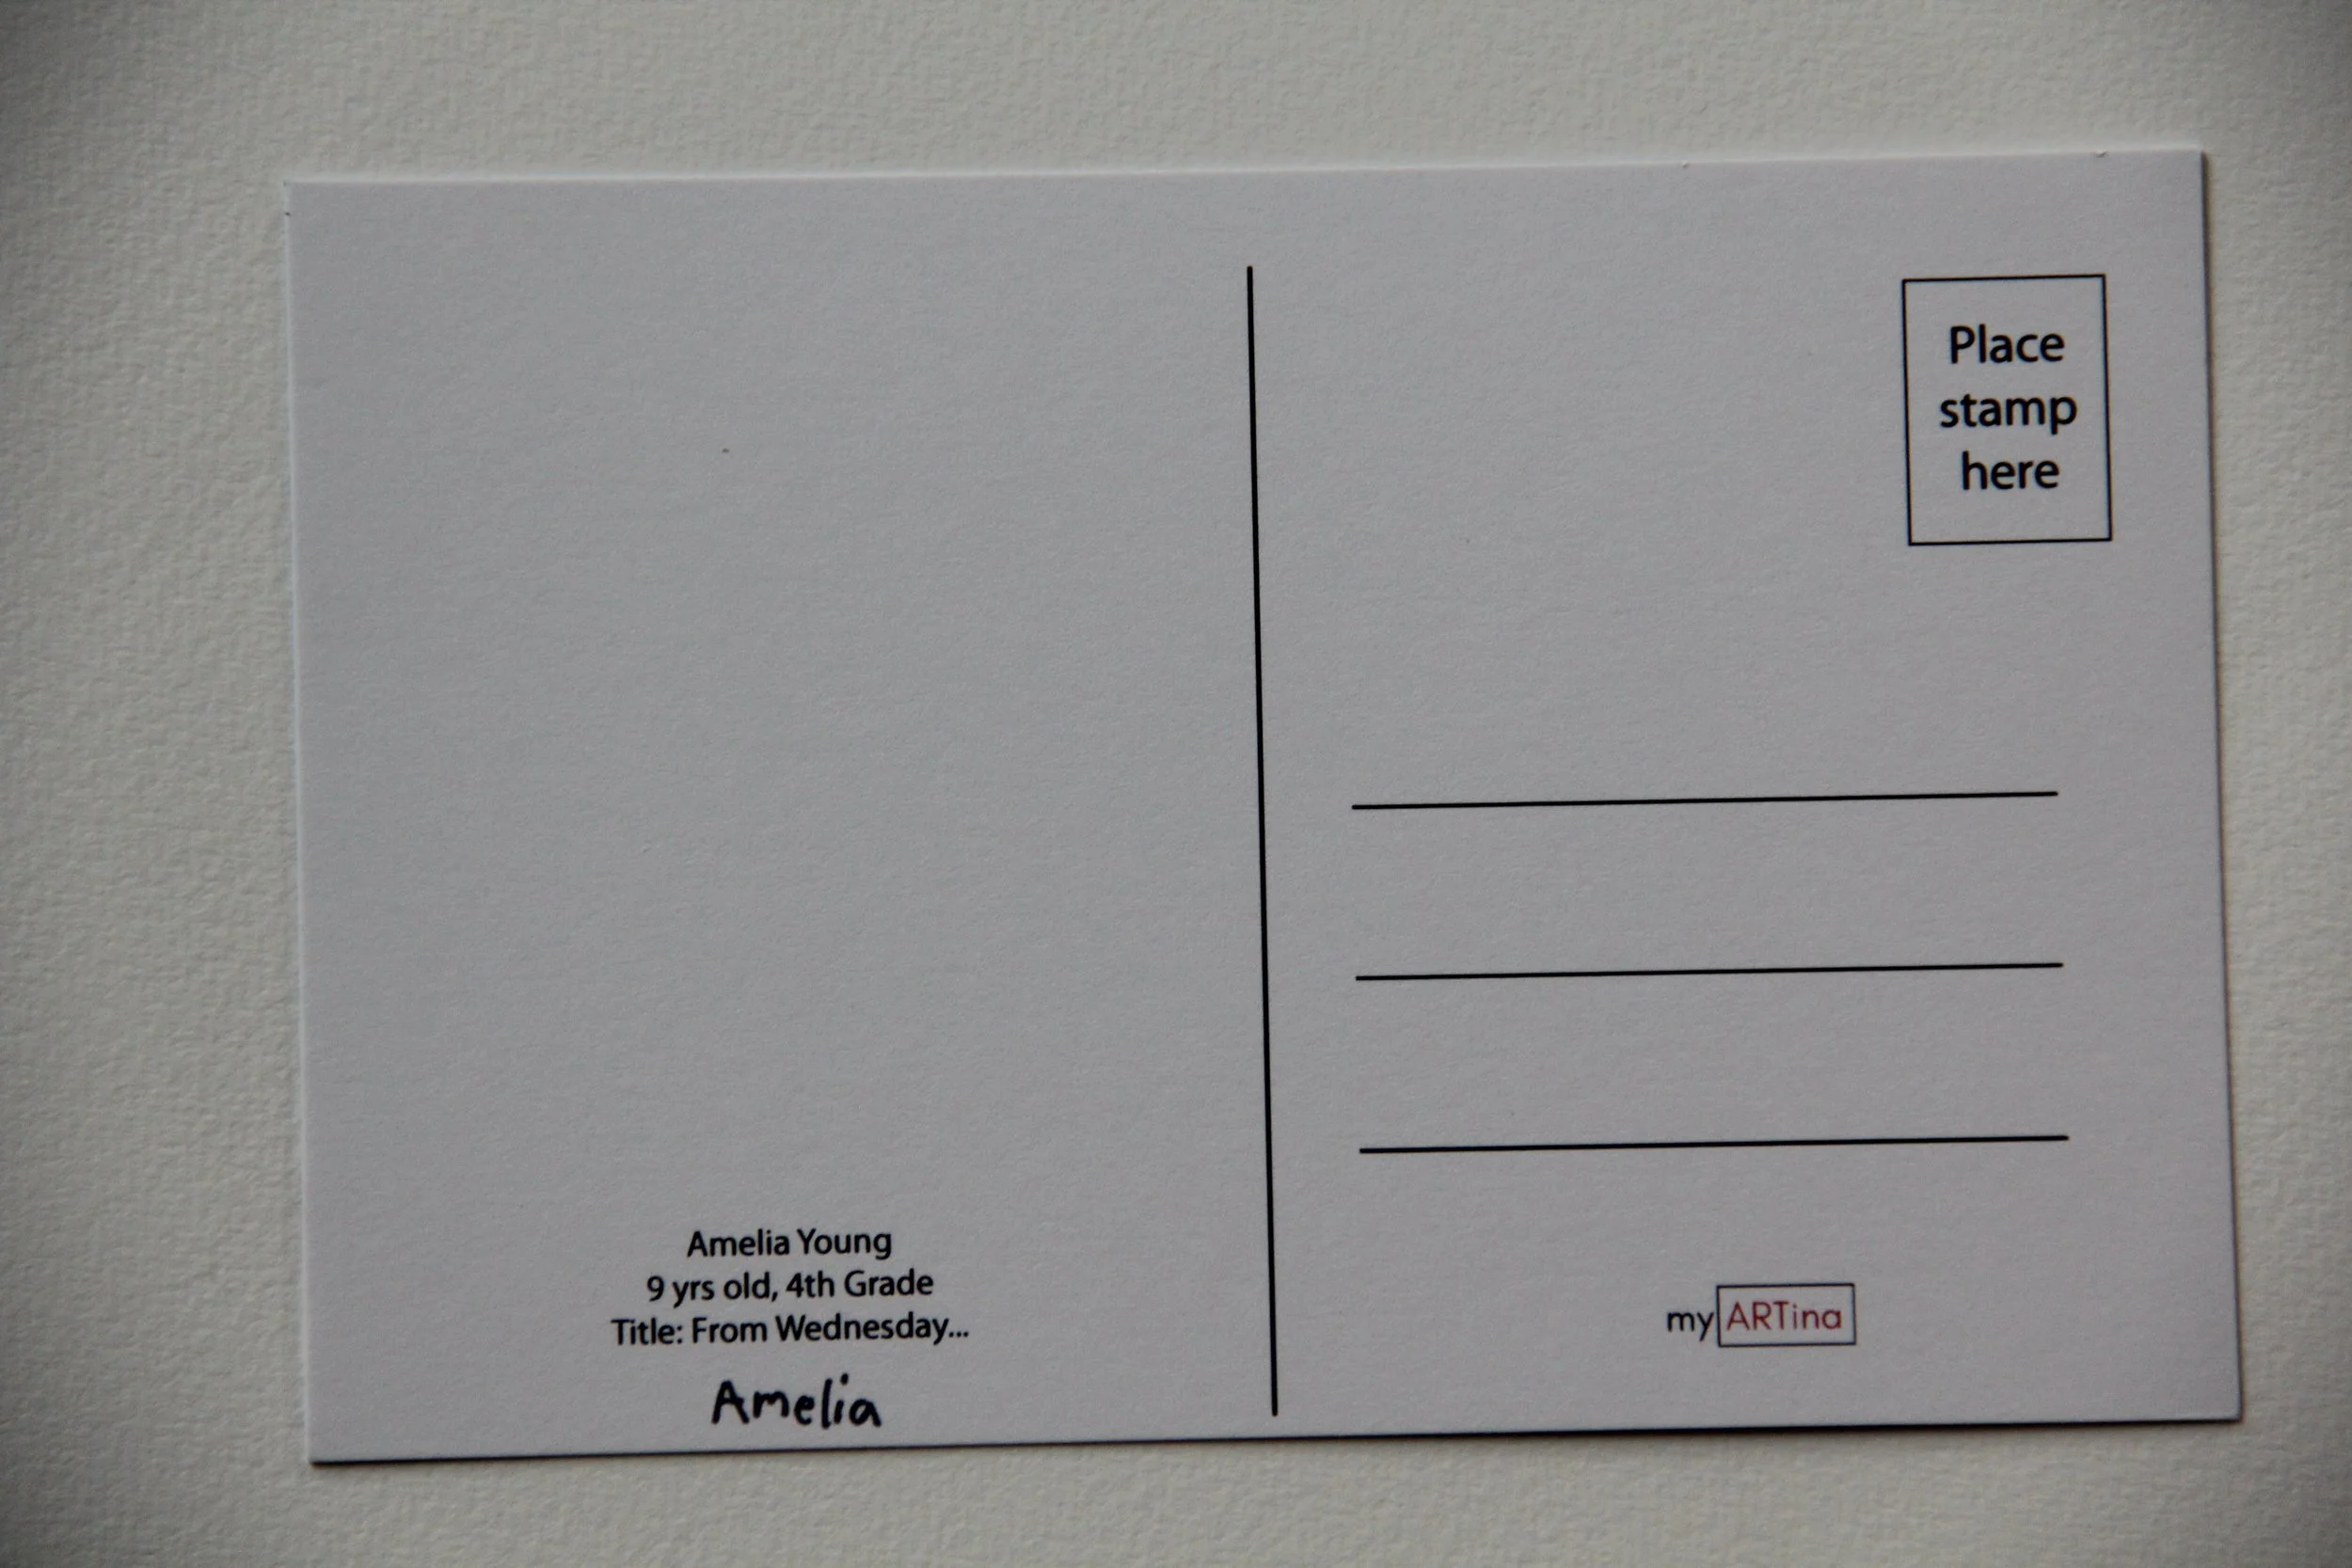 Place
stamp
here
Amelia Young
9 yrs old, 4th Grade
Title: From Wednesday...
Amelia
my ARTina